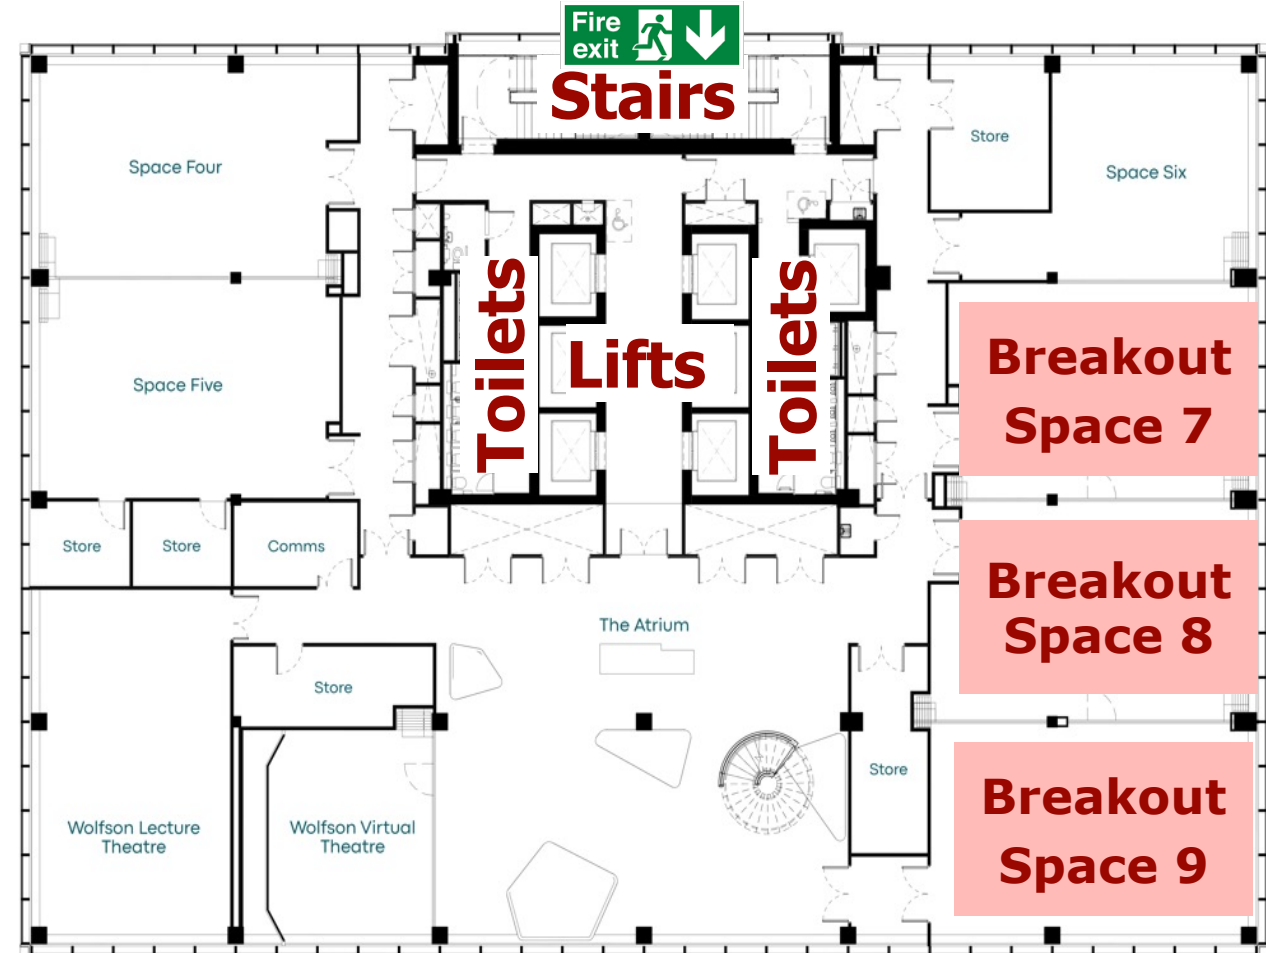 Fire
exit
Stairs
Space Four
Store
Space Six
Toilets
Lifts
Toilets
Space Five
Breakout
Space 7
Store
Store
Comms
Breakout
Space 8
The Atrium
Store
Store
Wolfson Lecture
Theatre
Wolfson Virtual
Theatre
Breakout
Space 9